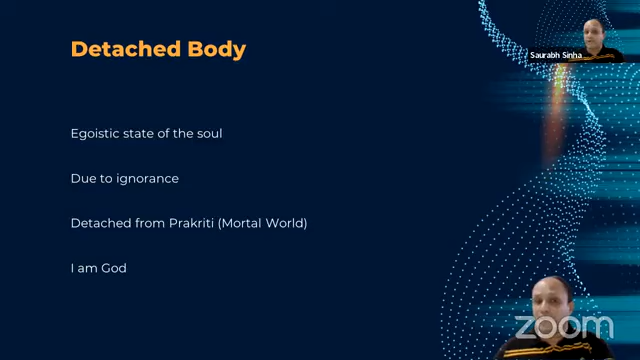 Detached Body
Saurabh Sinha
Egoistic state of the soul
Due to ignorance
Detached from Prakriti (Mortal World)
I am God
zoom